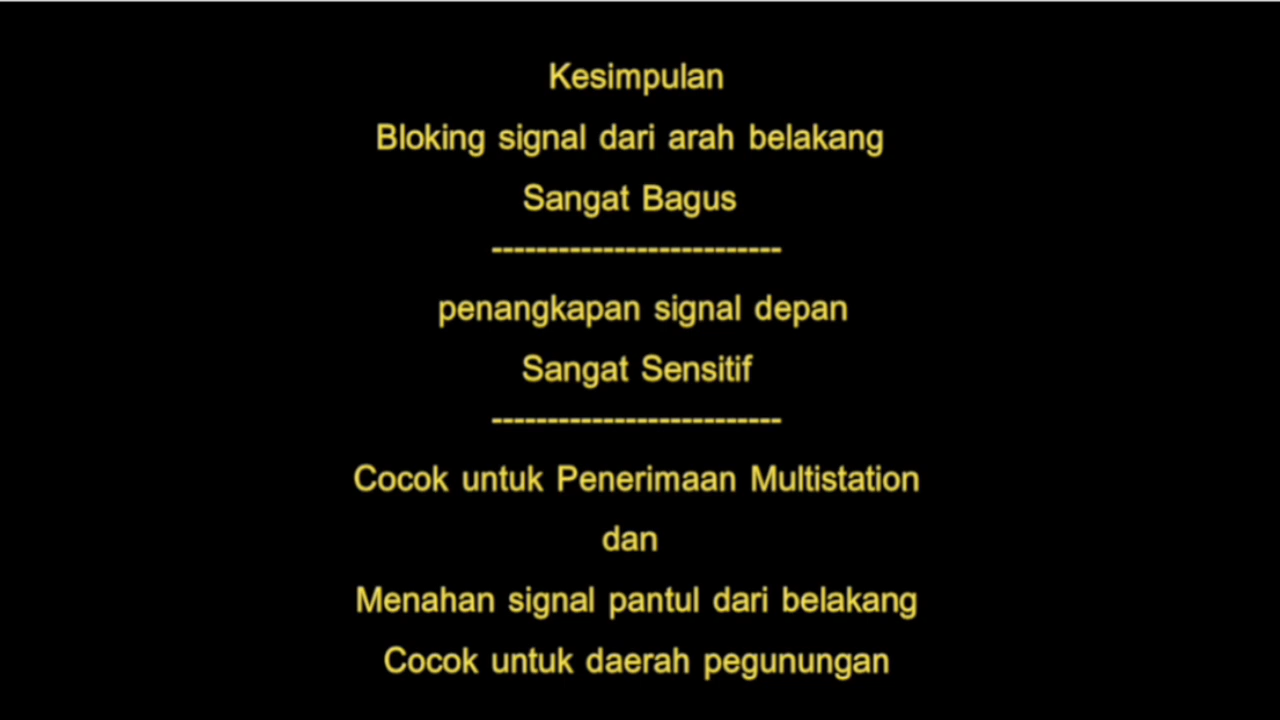 Kesimpulan
Bloking signal dari arah belakang
Sangat Bagus
--------------------------
penangkapan signal depan
Sangat Sensitif
--------------------------
Cocok untuk Penerimaan Multistation
dan
Menahan signal pantul dari belakang
Cocok untuk daerah pegunungan